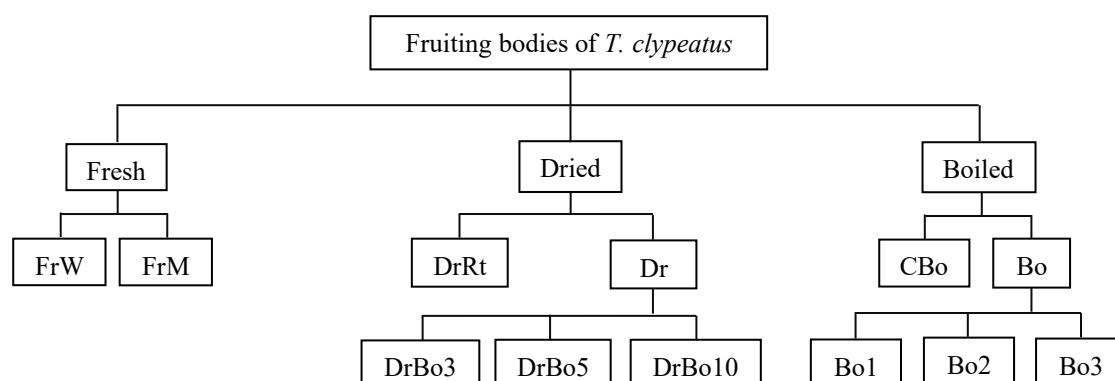 Fruiting bodies of T. clypeatus
Fresh
Dried
Boiled
FrW
FrM
DrRt
Dr
CBo
Bo
DrBo3
DrBo5
DrBo10
Bo1
Bo2
Bo3